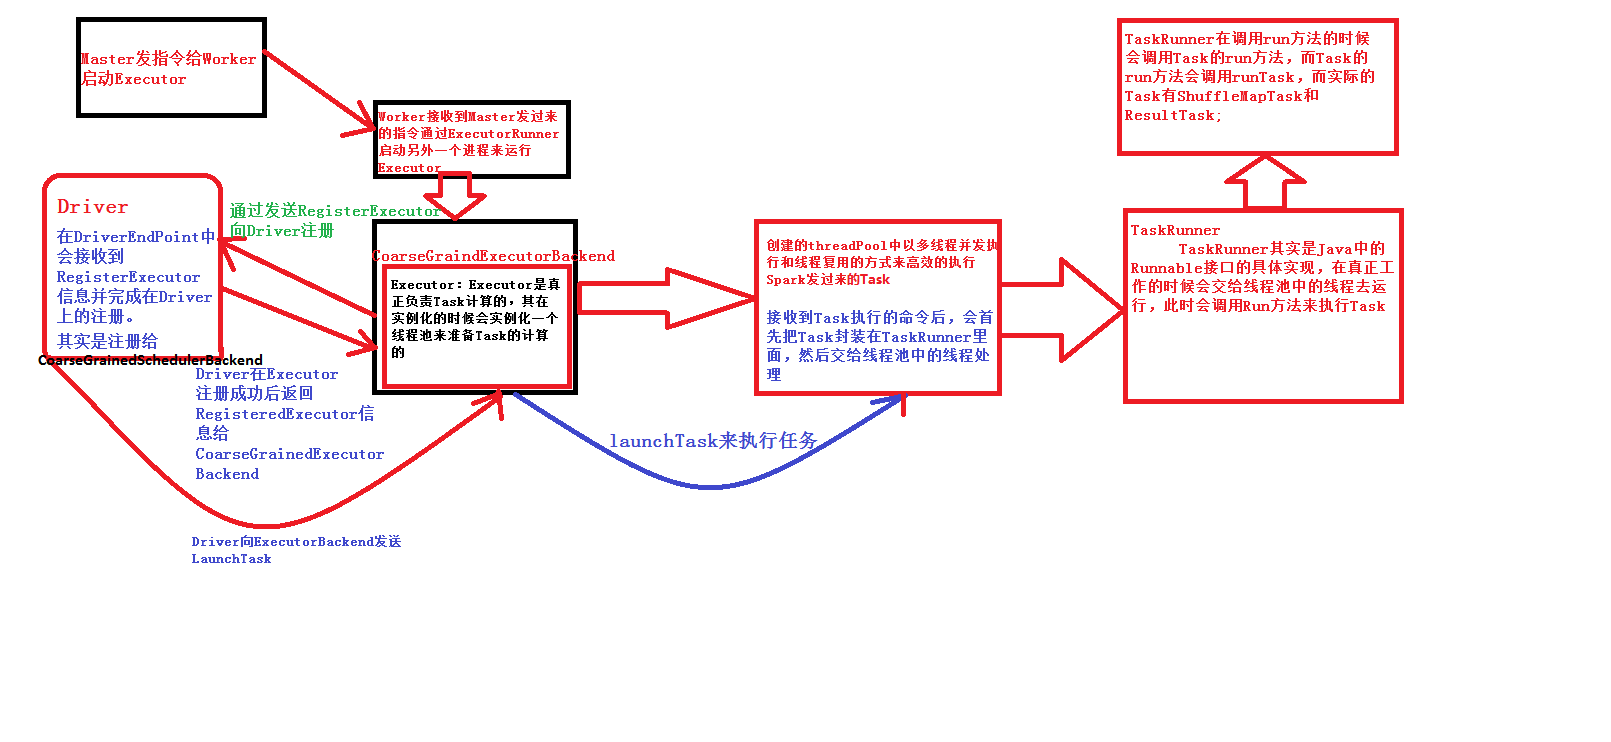 Master发指令给Worker
启动Executor
Worker接收到Master发过来
的指令通过ExecutorRunner
启动另外一个进程来运行
Executor
Driver
在DriverEndPoint中
会接收到
RegisterExecutor
信息并完成在Driver
上的注册。
其实是注册给
CoarseGrainedSchedulerBackend
通过发送RegisterExecutor
向Driver注册
CoarseGraindExecutorBackend
Executor：Executor是真
正负责Task计算的，其在
实例化的时候会实例化一个
线程池来准备Task的计算
的
Driver在Executor
注册成功后返回
RegisteredExecutor信
息给
CoarseGrainedExecutor
Backend
Driver向ExecutorBackend发送
LaunchTask
launchTask来执行任务
创建的threadPool中以多线程并发执
行和线程复用的方式来高效的执行
Spark发过来的Task
接收到Task执行的命令后，会首
先把Task封装在TaskRunner里
面，然后交给线程池中的线程处
理
TaskRunner
TaskRunner其实是Java中的
Runnable接口的具体实现，在真正工
作的时候会交给线程池中的线程去运
行，此时会调用Run方法来执行Task
TaskRunner在调用run方法的时候
会调用Task的run方法，而Task的
run方法会调用runTask，而实际的
Task有ShuffleMapTask和
ResultTask;